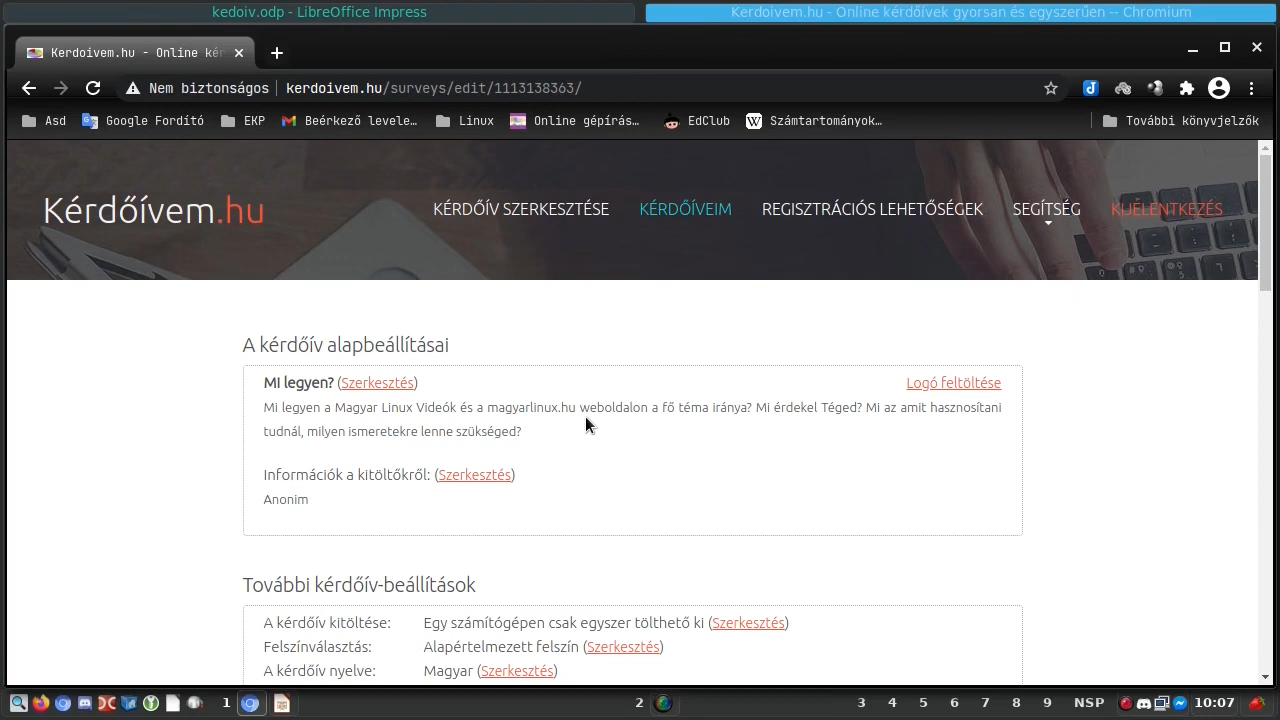 kedoiv.odp - LibreOffice Impress
Kerdoivem.hu - Online kérdőívek gyorsan és egyszerűen -- Chromium
Kerdoivem.hu - Online kér
Nem biztonságos
kerdoivem.hu/surveys/edit/1113138363/
Asd
Google Fordító
EKP
Beérkező levele…
Linux
Online gépírás…
EdClub
Számtartományok…
További könyvjelzők
Kérdőívem.hu
KÉRDŐÍV SZERKESZTÉSE
KÉRDŐÍVEIM
REGISZTRÁCIÓS LEHETŐSÉGEK
SEGÍTSÉG
KIJELENTKEZÉS
A kérdőív alapbeállításai
MI legyen? (Szerkesztés)
Logó feltöltése
Mi legyen a Magyar Linux Videók és a magyarlinux.hu weboldalon a fő téma iránya? Mi érdekel Téged? Mi az amit hasznosítani
tudnál, milyen ismeretekre lenne szükséged?
Információk a kitöltőkről: (Szerkesztés)
Anonim
További kérdőív-beállítások
A kérdőív kitöltése: Egy számítógépen csak egyszer tölthető ki (Szerkesztés)
Felszínválasztás: Alapértelmezett felszín (Szerkesztés)
A kérdőív nyelve: Magyar (Szerkesztés)
1 2 3 4 5 6 7 8 9 NSP 10:07